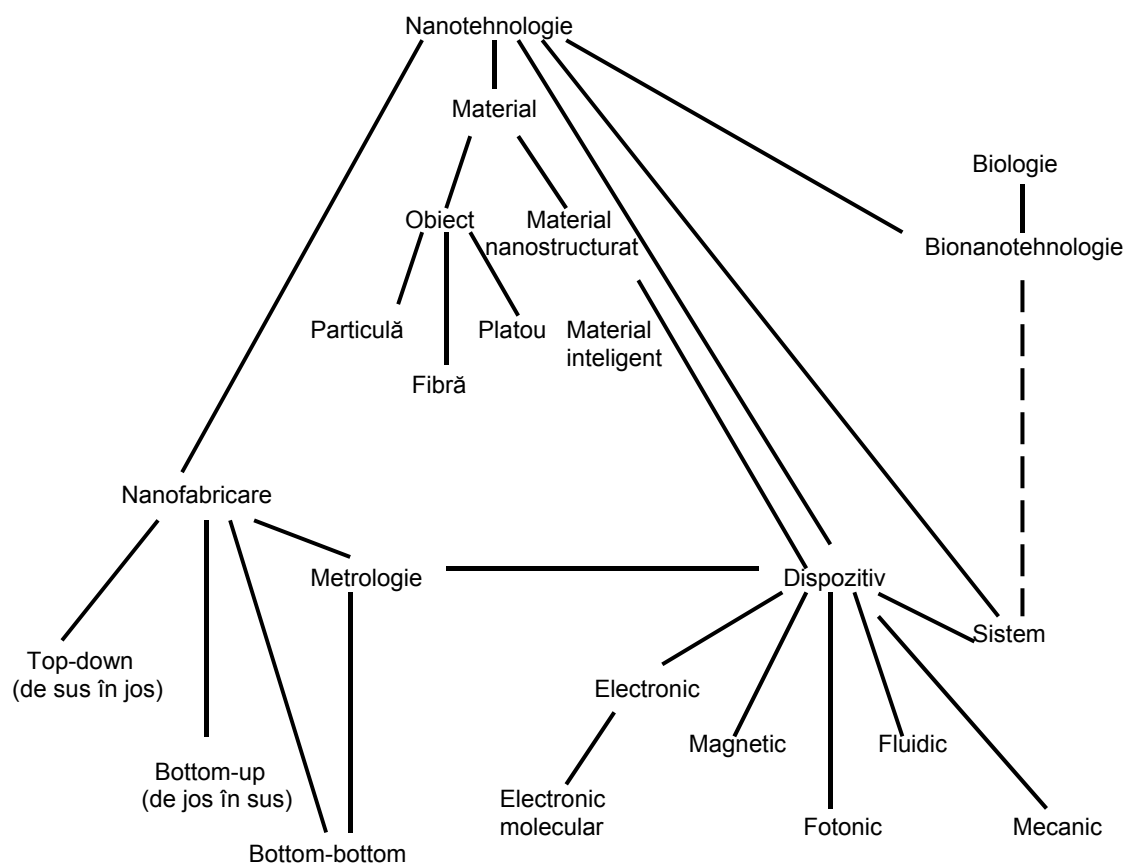 Nanotehnologie
Material
Biologie
Obiect
Material
nanostructurat
Bionanotehnologie
Particulă
Platou
Material
inteligent
Fibră
Nanofabricare
Metrologie
Dispozitiv
Sistem
Top-down
(de sus în jos)
Electronic
Magnetic
Fluidic
Bottom-up
(de jos în sus)
Electronic
molecular
Fotonic
Mecanic
Bottom-bottom